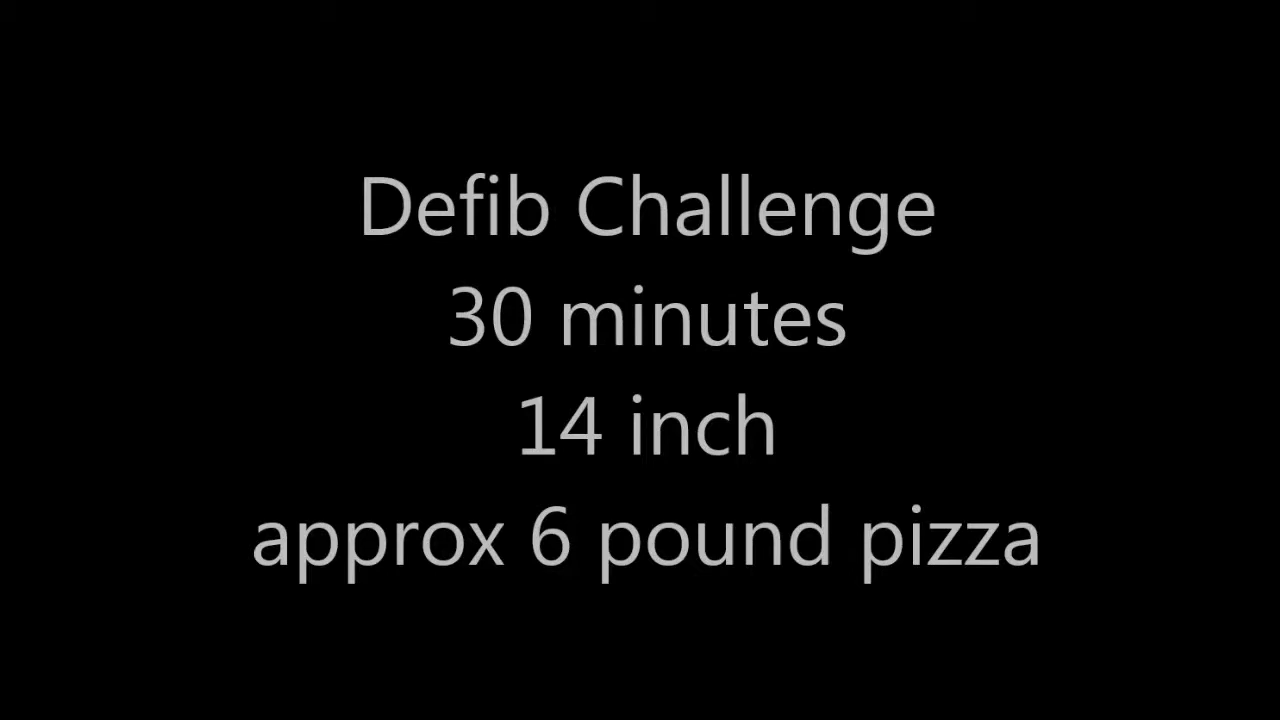 Defib Challenge
30 minutes
14 inch
approx 6 pound pizza